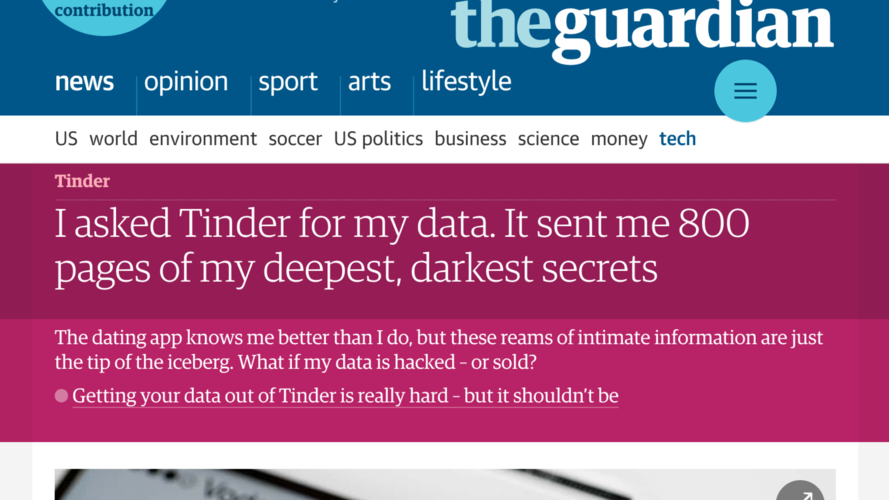 contribution
theguardian
news opinion sport arts lifestyle
US world environment soccer US politics business science money tech
Tinder
I asked Tinder for my data. It sent me 800
pages of my deepest, darkest secrets
The dating app knows me better than I do, but these reams of intimate information are just
the tip of the iceberg. What if my data is hacked – or sold?
Getting your data out of Tinder is really hard – but it shouldn't be